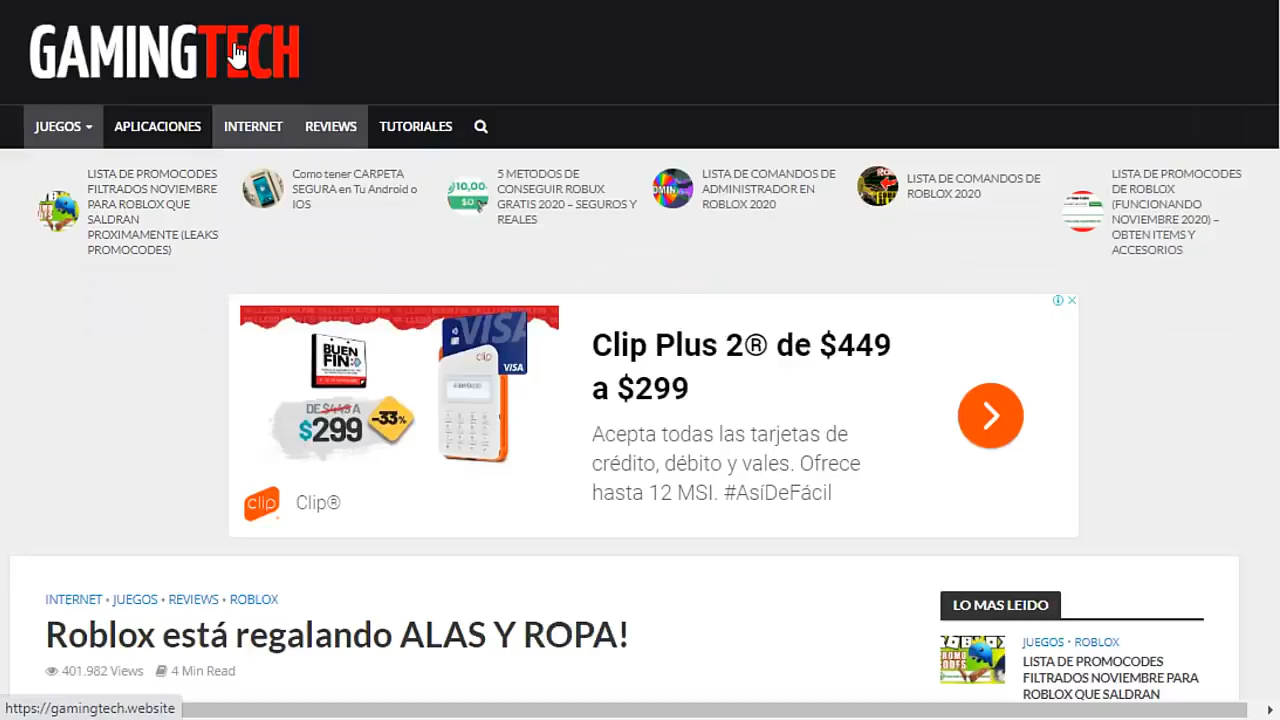 GAMINGTECH
JUEGOS
APLICACIONES
INTERNET
REVIEWS
TUTORIALES
LISTA DE PROMOCODES
FILTRADOS NOVIEMBRE
PARA ROBLOX QUE
SALDRAN
PROXIMAMENTE (LEAKS
PROMOCODES)
Como tener CARPETA
SEGURA en Tu Android o
IOS
10,00
$0
5 METODOS DE
CONSEGUIR ROBUX
GRATIS 2020 – SEGUROS Y
REALES
DMIN
LISTA DE COMANDOS DE
ADMINISTRADOR EN
ROBLOX 2020
LISTA DE COMANDOS DE
ROBLOX 2020
LISTA DE PROMOCODES
DE ROBLOX
(FUNCIONANDO
NOVIEMBRE 2020) –
OBTEN ITEMS Y
ACCESORIOS
BUEN
FIN
DE $449 A
$299
-33%
VISA
clip
VISA
clip
Clip®
Clip Plus 2® de $449
a $299
Acepta todas las tarjetas de
crédito, débito y vales. Ofrece
hasta 12 MSI. #AsíDeFácil
INTERNET • JUEGOS • REVIEWS • ROBLOX
Roblox está regalando ALAS Y ROPA!
401.982 Views
4 Min Read
LO MAS LEIDO
JUEGOS • ROBLOX
LISTA DE PROMOCODES
FILTRADOS NOVIEMBRE PARA
ROBLOX QUE SALDRAN
https://gamingtech.website